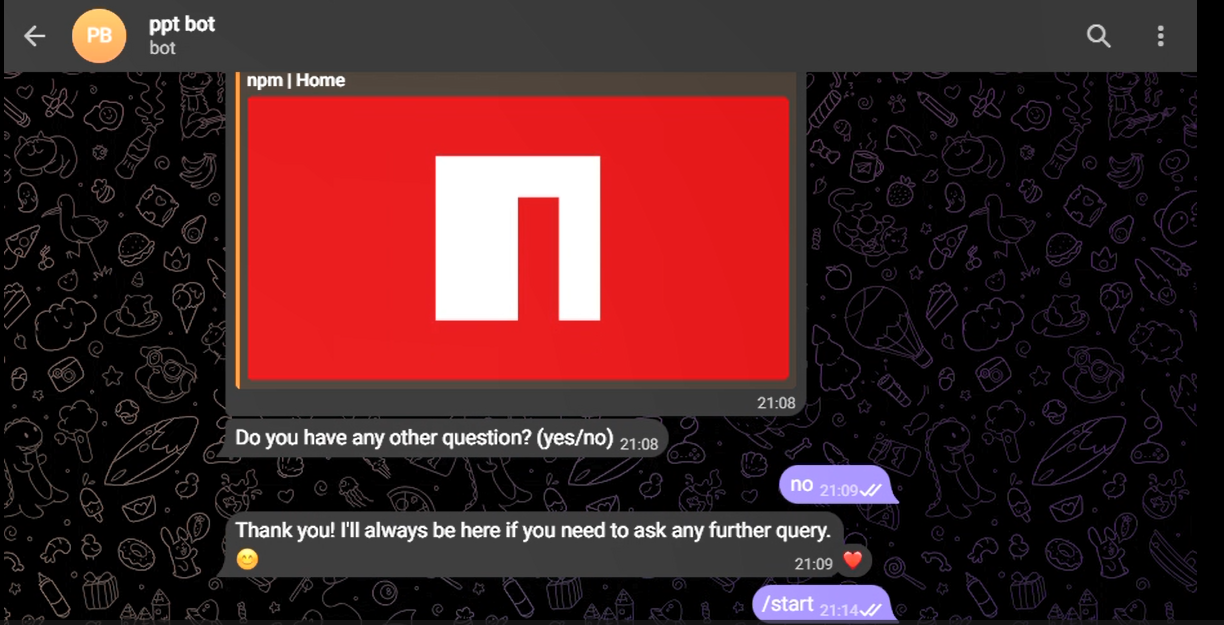 PB
ppt bot
bot
npm | Home
21:08
Do you have any other question? (yes/no) 21:08
no 21:09
Thank you! I'll always be here if you need to ask any further query.
😊 21:09 ❤️
/start 21:14